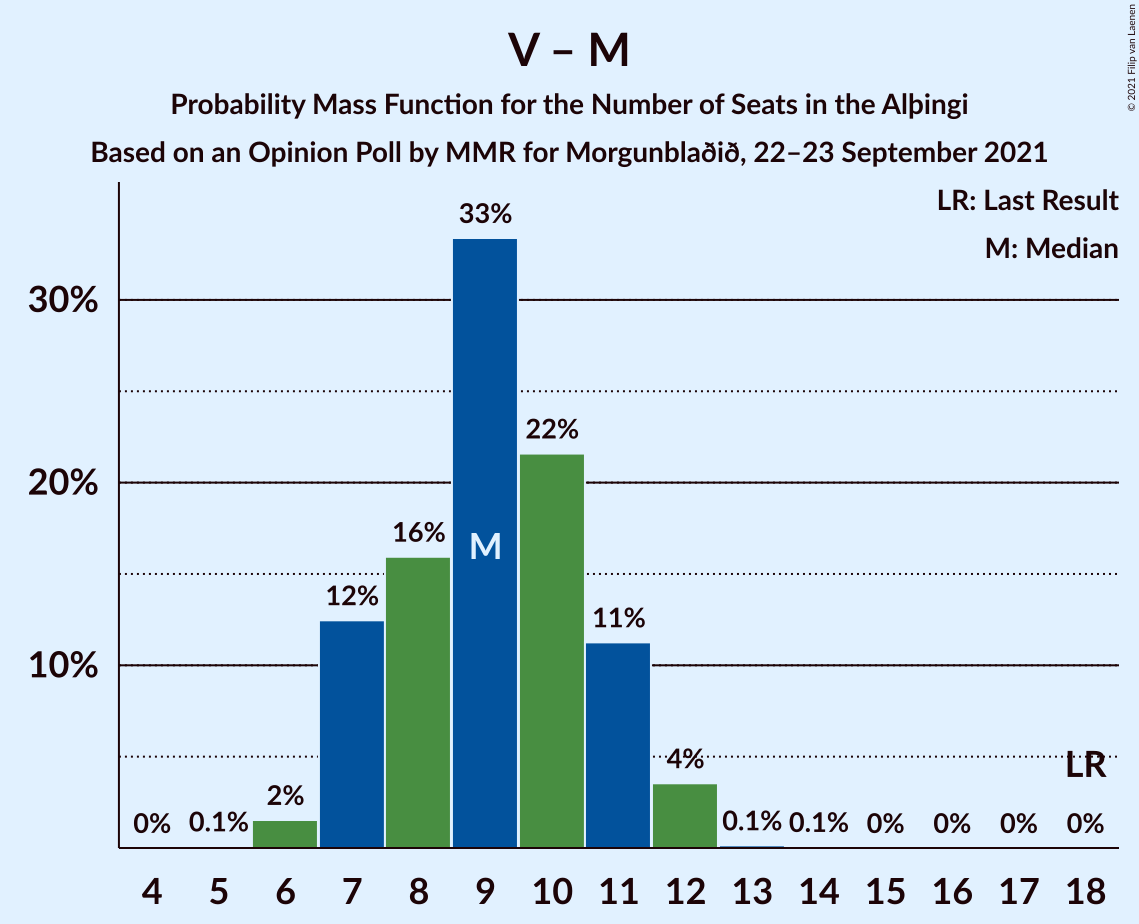 V – M
Probability Mass Function for the Number of Seats in the Alþingi
Based on an Opinion Poll by MMR for Morgunblaðið, 22–23 September 2021
© 2021 Filip van Laenen
LR: Last Result
M: Median
33%
30%
22%
20%
16%
M
12%
11%
10%
4%
LR
2%
0%
0.1%
0.1%
0.1%
0%
0%
0%
0%
4 5 6 7 8 9 10 11 12 13 14 15 16 17 18